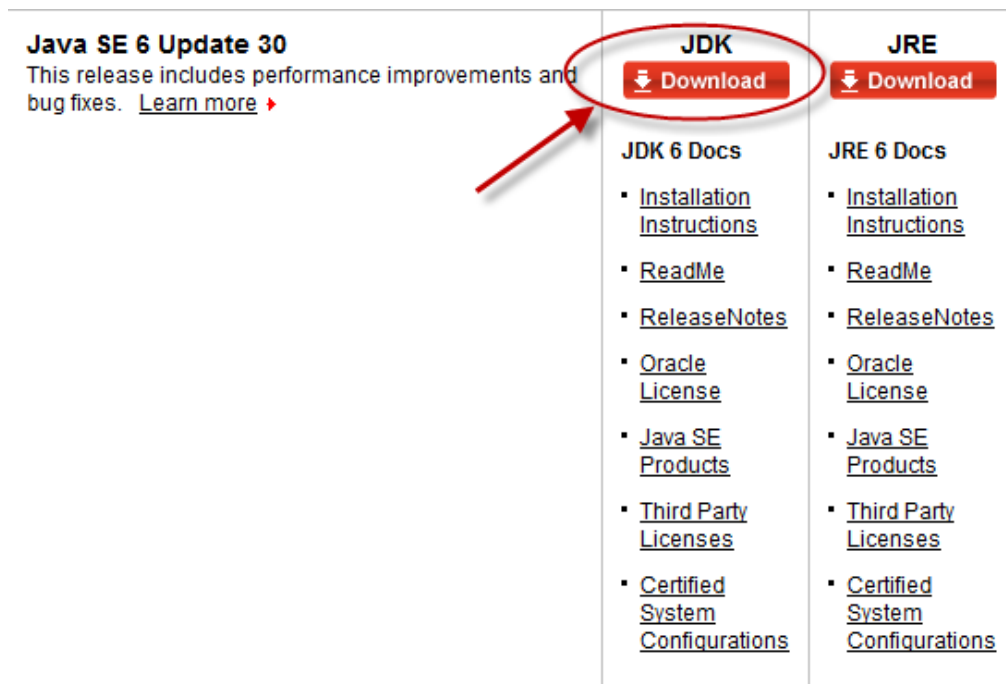 Java SE 6 Update 30
This release includes performance improvements and
bug fixes. Learn more
JDK
Download
JDK 6 Docs
Installation
Instructions
ReadMe
ReleaseNotes
Oracle
License
Java SE
Products
Third Party
Licenses
Certified
System
Configurations
JRE
Download
JRE 6 Docs
Installation
Instructions
ReadMe
ReleaseNotes
Oracle
License
Java SE
Products
Third Party
Licenses
Certified
System
Configurations